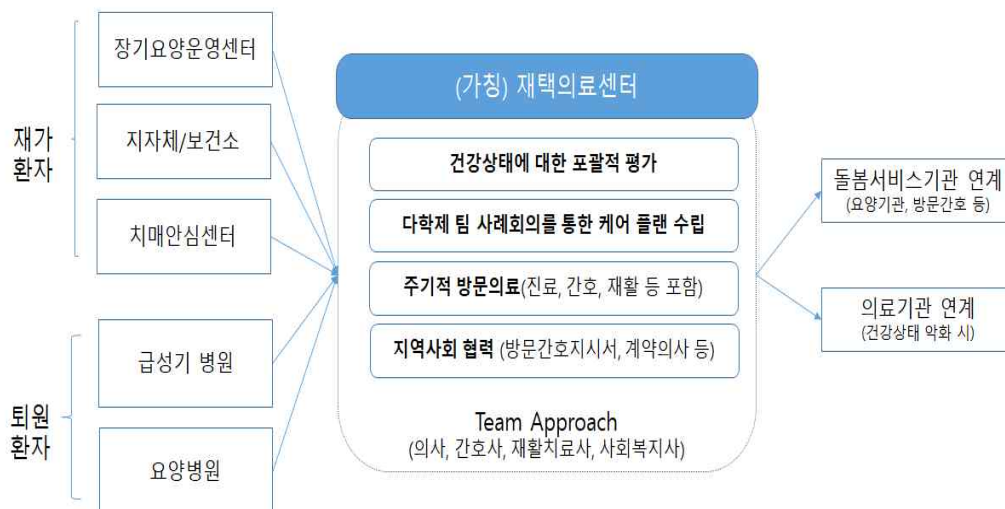 재가
환자
장기요양운영센터
지자체/보건소
치매안심센터
퇴원
환자
급성기 병원
요양병원
(가칭) 재택의료센터
건강상태에 대한 포괄적 평가
다학제 팀 사례회의를 통한 케어 플랜 수립
주기적 방문의료(진료, 간호, 재활 등 포함)
지역사회 협력 (방문간호지시서, 계약의사 등)
Team Approach
(의사, 간호사, 재활치료사, 사회복지사)
돌봄서비스기관 연계
(요양기관, 방문간호 등)
의료기관 연계
(건강상태 악화 시)